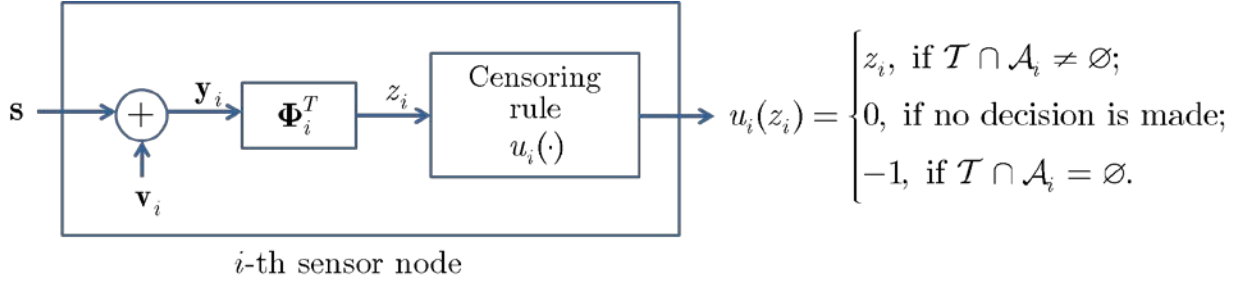 s
+
v_i
y_i
Φ_i^T
z_i
Censoring
rule
u_i(·)
u_i(z_i) =
z_i, if 𝒯 ∩ 𝒜_i ≠ ∅;
0, if no decision is made;
−1, if 𝒯 ∩ 𝒜_i = ∅.
i-th sensor node